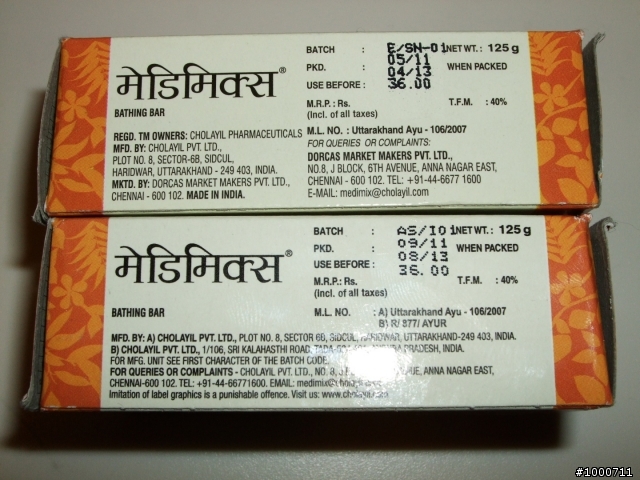 BATCH : E/SN-01 NET WT.: 125 g
PKD. : 05/11 WHEN PACKED
USE BEFORE : 04/13
M.R.P.: Rs. 36.00 T.F.M. : 40%
(Incl. of all taxes)
मेडिमिक्स®
BATHING BAR
REGD. TM OWNERS: CHOLAYIL PHARMACEUTICALS
MFD. BY: CHOLAYIL PVT. LTD.,
PLOT NO. 8, SECTOR-6B, SIDCUL,
HARIDWAR, UTTARAKHAND - 249 403, INDIA.
MKTD. BY: DORCAS MARKET MAKERS PVT. LTD.,
CHENNAI - 600 102. MADE IN INDIA.
M.L. NO. : Uttarakhand Ayu - 106/2007
FOR QUERIES OR COMPLAINTS:
DORCAS MARKET MAKERS PVT. LTD.,
NO.8, J BLOCK, 6TH AVENUE, ANNA NAGAR EAST,
CHENNAI - 600 102. TEL: +91-44-6677 1600
E-MAIL: medimix@cholayil.com
BATCH : AS/101 NET WT.: 125 g
PKD. : 09/11 WHEN PACKED
USE BEFORE : 08/13
M.R.P.: Rs. 36.00 T.F.M. : 40%
(incl. of all taxes)
मेडिमिक्स®
BATHING BAR
M.L. NO. : A) Uttarakhand Ayu - 106/2007
B) R/ 877/ AYUR
MFD. BY: A) CHOLAYIL PVT. LTD., PLOT NO. 8, SECTOR 6B, SIDCUL, HARIDWAR, UTTARAKHAND-249 403, INDIA.
B) CHOLAYIL PVT. LTD., 1/106, SRI KALAHASTHI ROAD, PRADESH, INDIA.
FOR MFG. UNIT SEE FIRST CHARACTER OF THE BATCH CODE.
FOR QUERIES OR COMPLAINTS - CHOLAYIL PVT. LTD., NO. 8, ANNA NAGAR EAST,
CHENNAI-600 102. TEL: +91-44-66771600. EMAIL:
Imitation of label graphics is a punishable offence. Visit us:
#1000711